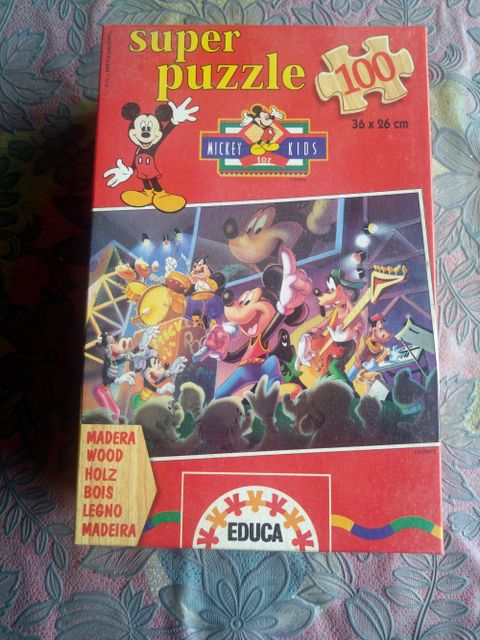 super
puzzle
100
36 x 26 cm
MICKEY for KIDS
MADERA
WOOD
HOLZ
BOIS
LEGNO
MADEIRA
EDUCA